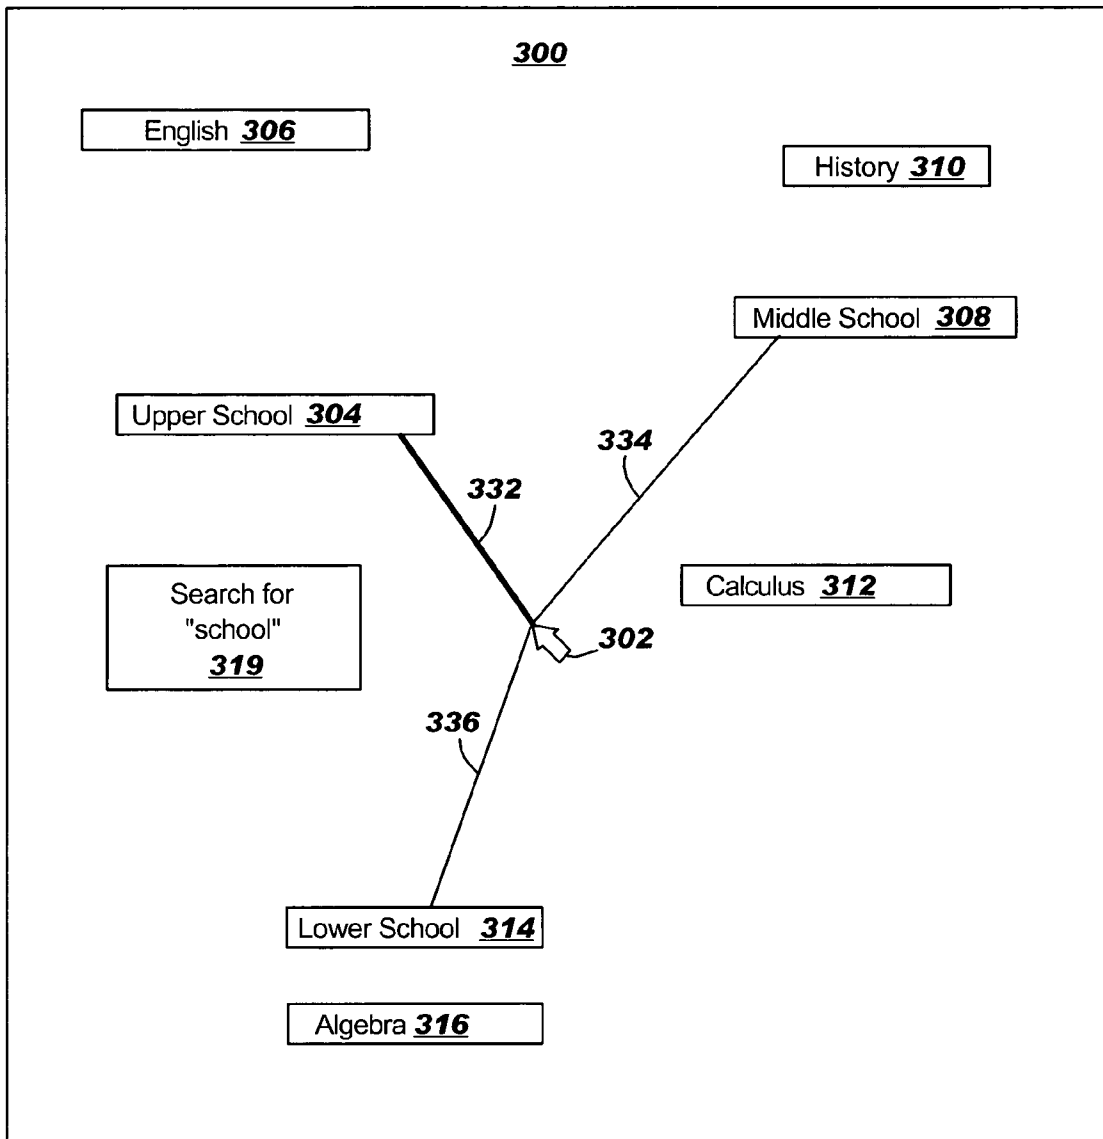 300
English 306
History 310
Middle School 308
Upper School 304
334
332
Search for
"school"
319
Calculus 312
302
336
Lower School 314
Algebra 316